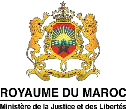 ROYAUME DU MAROC
Ministère de la Justice et des Libertés